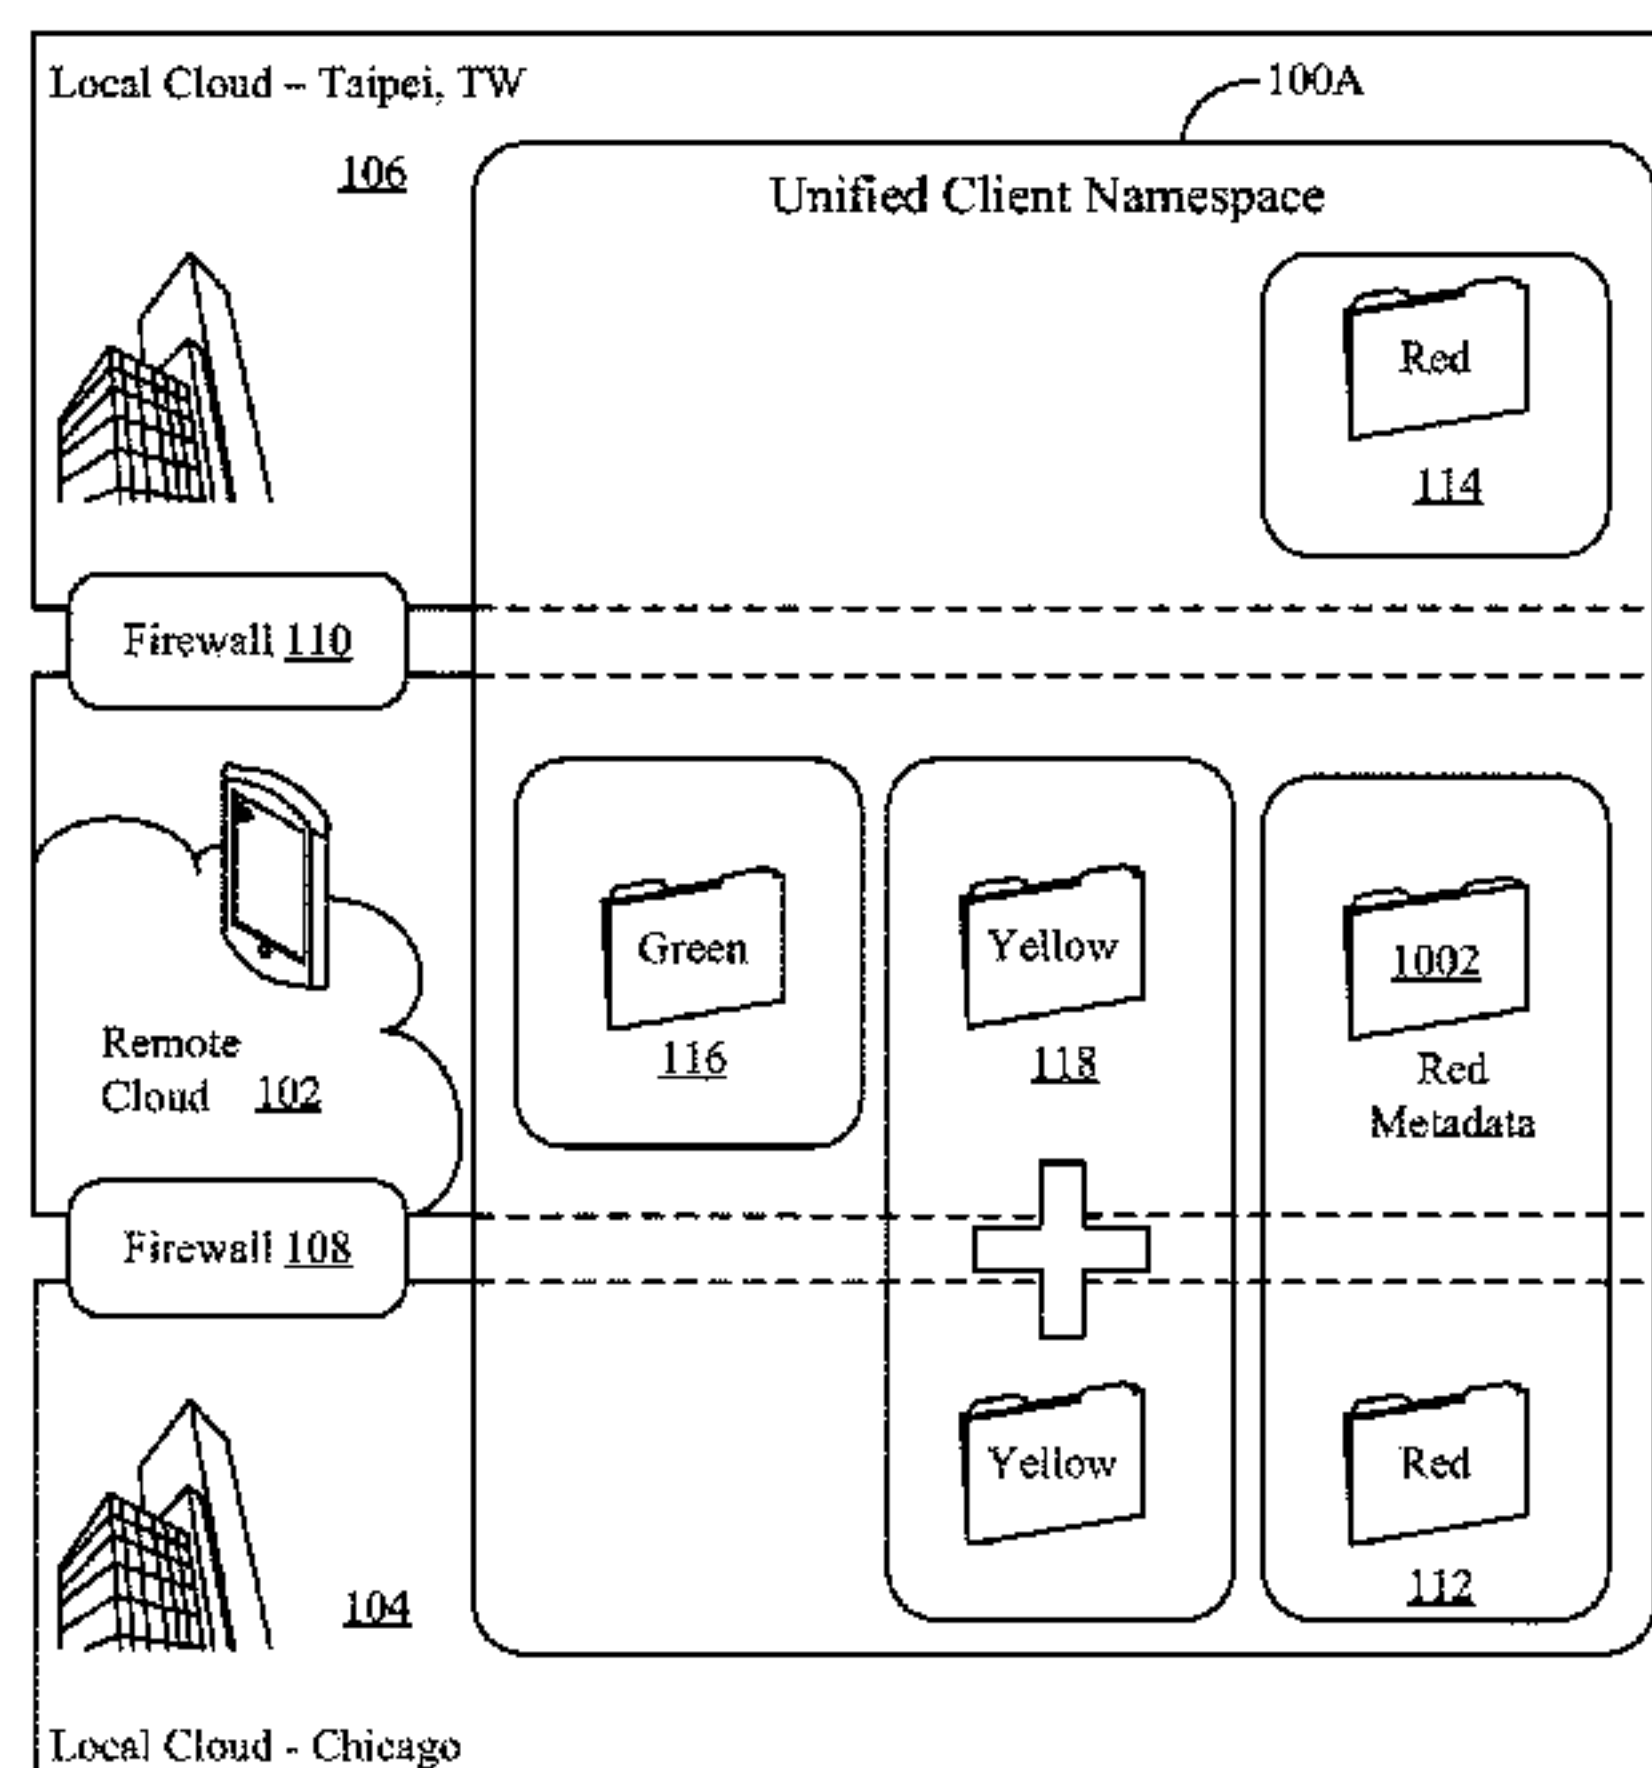 Local Cloud – Taipei, TW
100A
106
Unified Client Namespace
Red
114
Firewall 110
Green
116
Yellow
118
1002
Red
Metadata
Remote
Cloud 102
Firewall 108
Yellow
Red
112
104
Local Cloud - Chicago